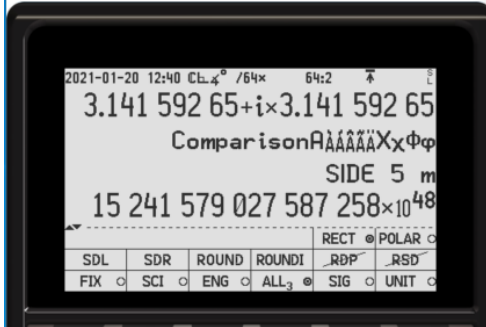 2021-01-20 12:40 /64× 64:2 S L
3.141 592 65+i×3.141 592 65
ComparisonAÀÁÂÃÄXχΦφ
SIDE 5 m
15 241 579 027 587 258×10⁴⁸
RECT POLAR
SDL SDR ROUND ROUNDI RDP RSD
FIX SCI ENG ALL₃ SIG UNIT